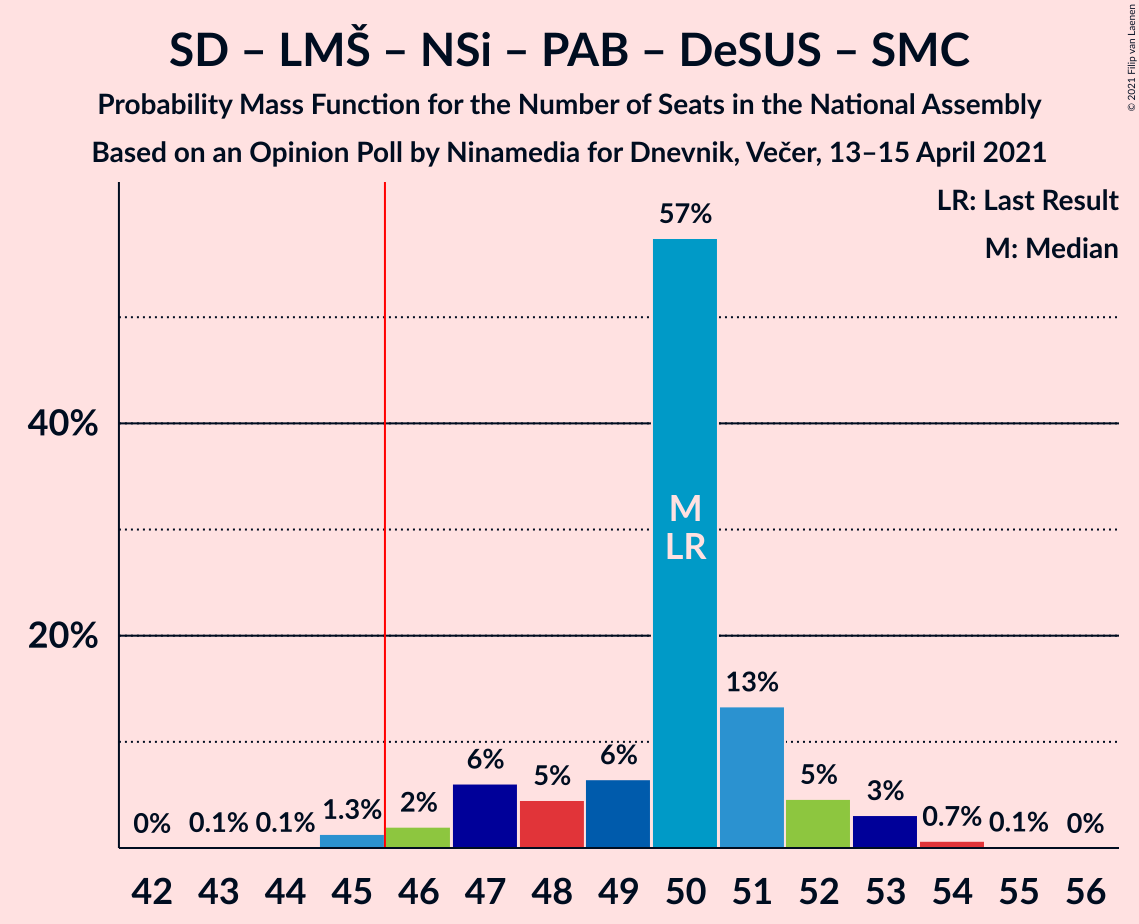 SD – LMŠ – NSi – PAB – DeSUS – SMC
Probability Mass Function for the Number of Seats in the National Assembly
Based on an Opinion Poll by Ninamedia for Dnevnik, Večer, 13–15 April 2021
© 2021 Filip van Laenen
LR: Last Result
M: Median
40%
20%
0%
0.1%
0.1%
1.3%
2%
6%
5%
6%
57%
13%
5%
3%
0.7%
0.1%
0%
M
LR
42 43 44 45 46 47 48 49 50 51 52 53 54 55 56